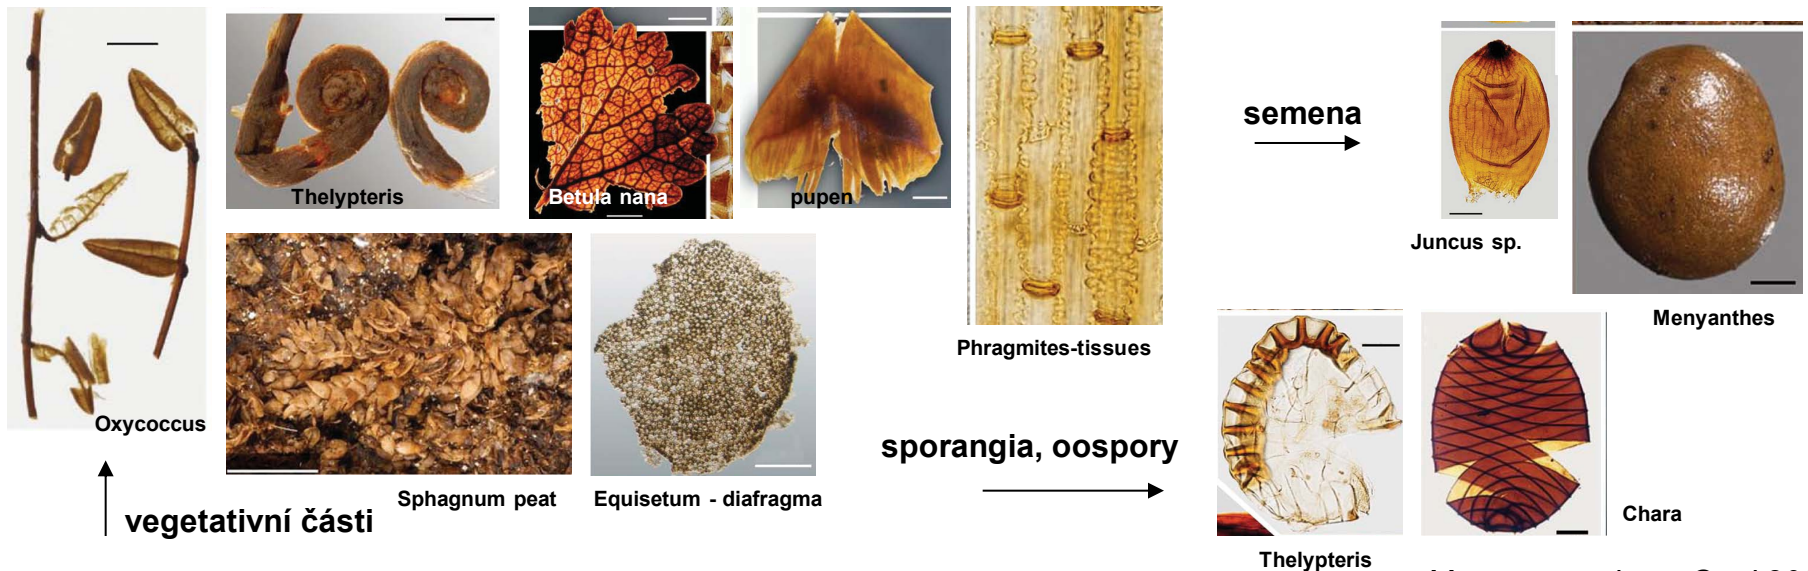 Thelypteris
Betula nana
pupen
semena
Juncus sp.
Menyanthes
Phragmites-tissues
Oxycoccus
sporangia, oospory
Sphagnum peat
Equisetum - diafragma
vegetativní části
Chara
Thelypteris